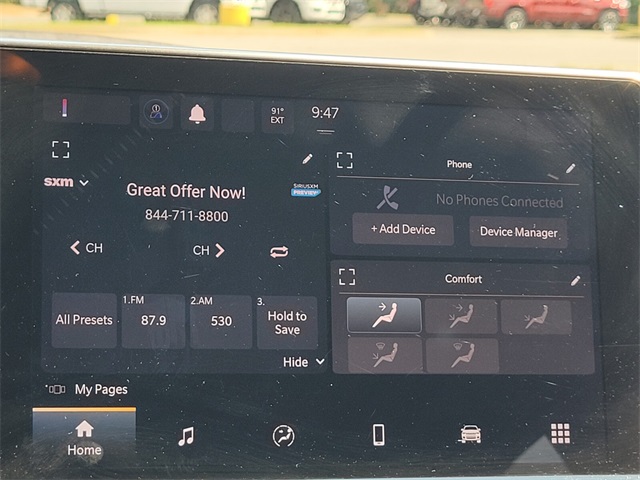 91°
EXT
9:47
sxm
Great Offer Now!
844-711-8800
SIRIUSXM
PREVIEW
CH
CH
All Presets
1.FM
87.9
2.AM
530
3.
Hold to
Save
Hide
Phone
No Phones Connected
+ Add Device
Device Manager
Comfort
My Pages
Home